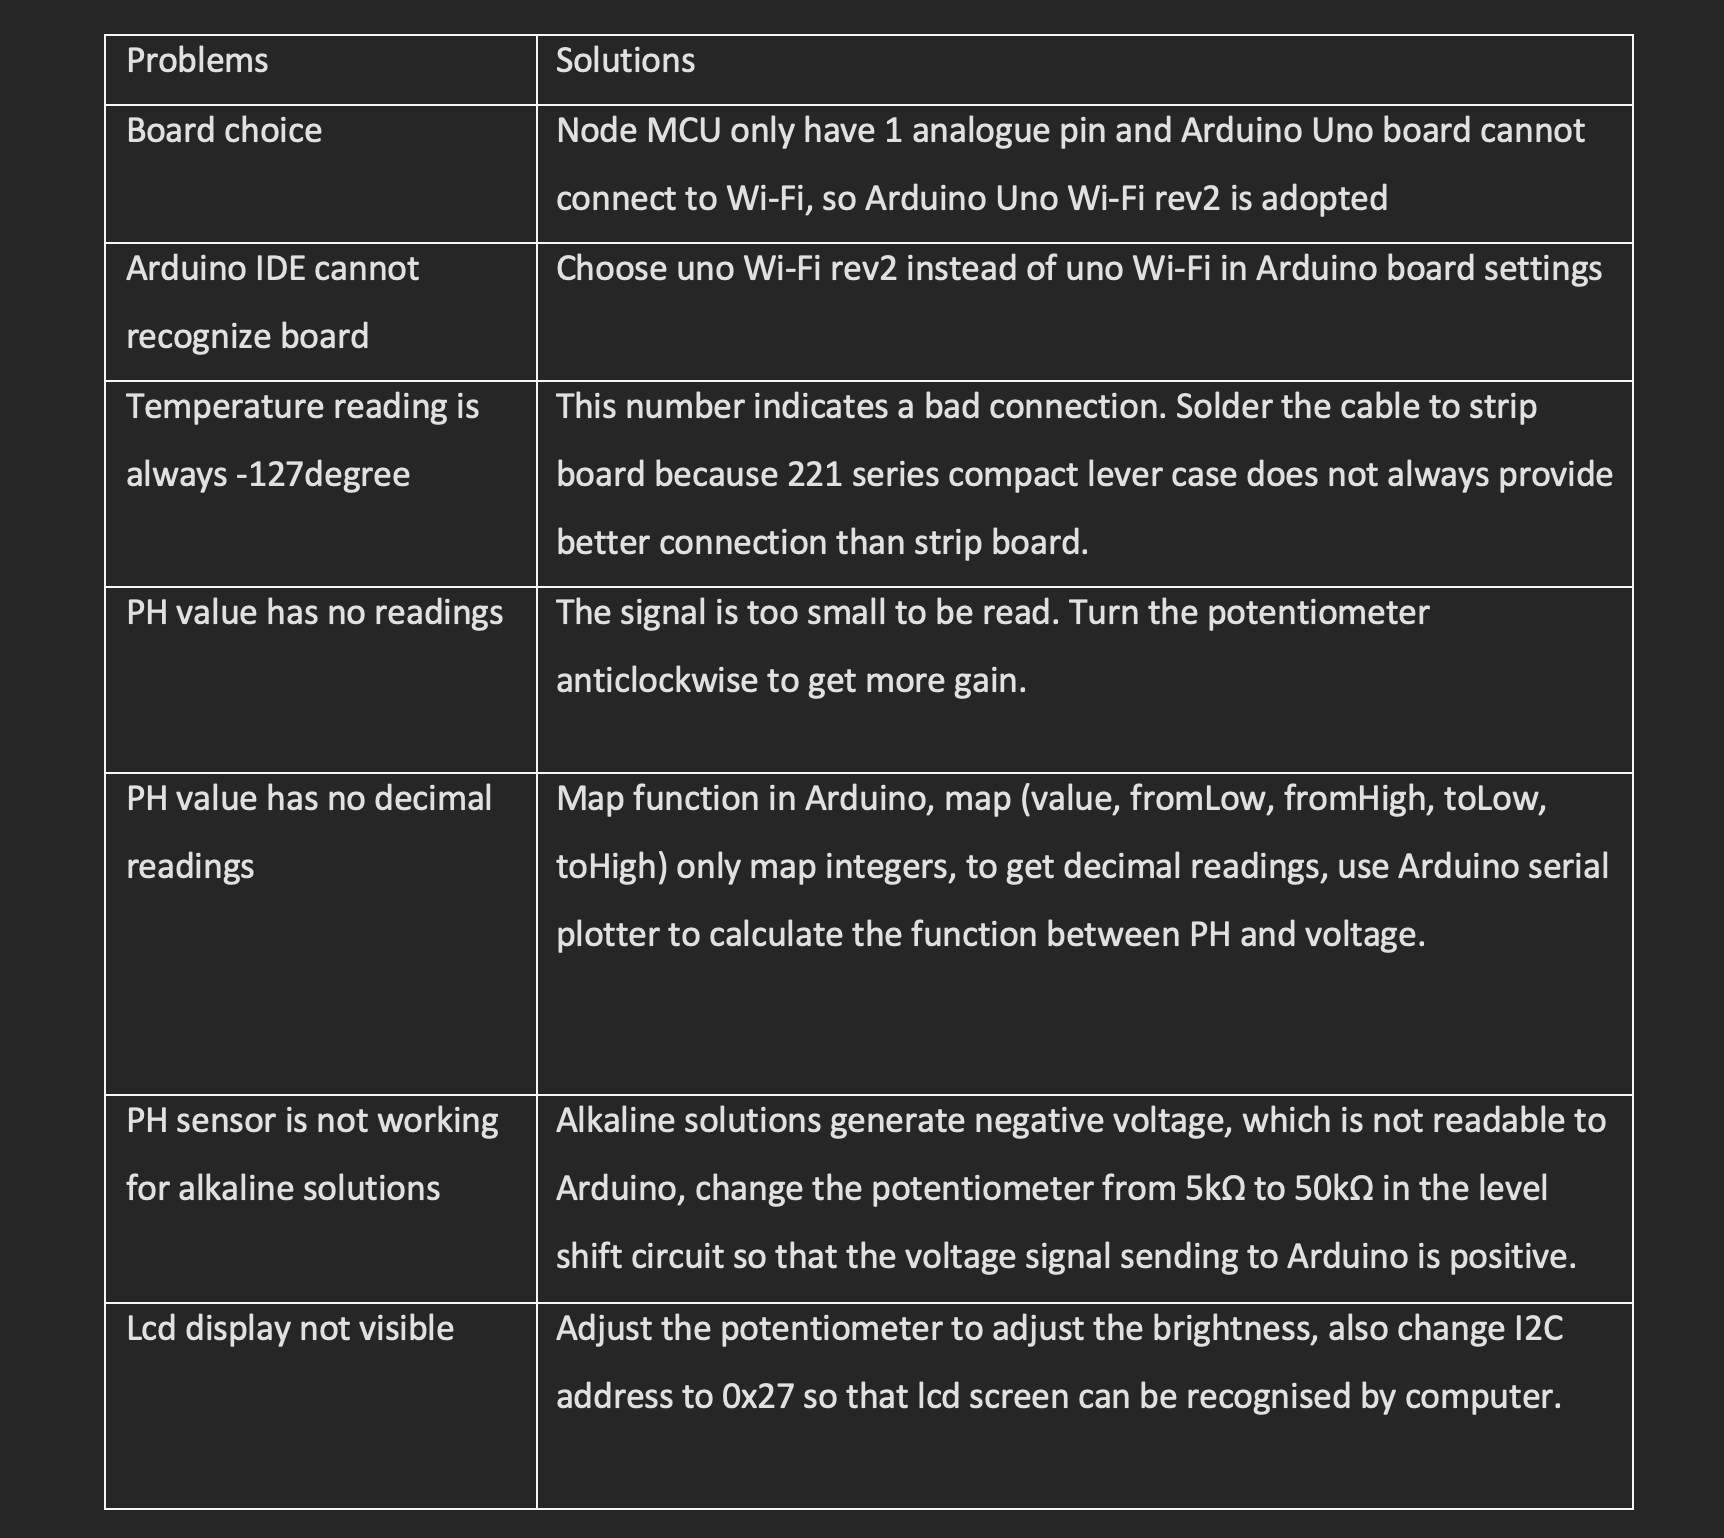 Problems
Solutions
Board choice
Node MCU only have 1 analogue pin and Arduino Uno board cannot
connect to Wi-Fi, so Arduino Uno Wi-Fi rev2 is adopted
Arduino IDE cannot
recognize board
Choose uno Wi-Fi rev2 instead of uno Wi-Fi in Arduino board settings
Temperature reading is
always -127degree
This number indicates a bad connection. Solder the cable to strip
board because 221 series compact lever case does not always provide
better connection than strip board.
PH value has no readings
The signal is too small to be read. Turn the potentiometer
anticlockwise to get more gain.
PH value has no decimal
readings
Map function in Arduino, map (value, fromLow, fromHigh, toLow,
toHigh) only map integers, to get decimal readings, use Arduino serial
plotter to calculate the function between PH and voltage.
PH sensor is not working
for alkaline solutions
Alkaline solutions generate negative voltage, which is not readable to
Arduino, change the potentiometer from 5kΩ to 50kΩ in the level
shift circuit so that the voltage signal sending to Arduino is positive.
Lcd display not visible
Adjust the potentiometer to adjust the brightness, also change I2C
address to 0x27 so that lcd screen can be recognised by computer.